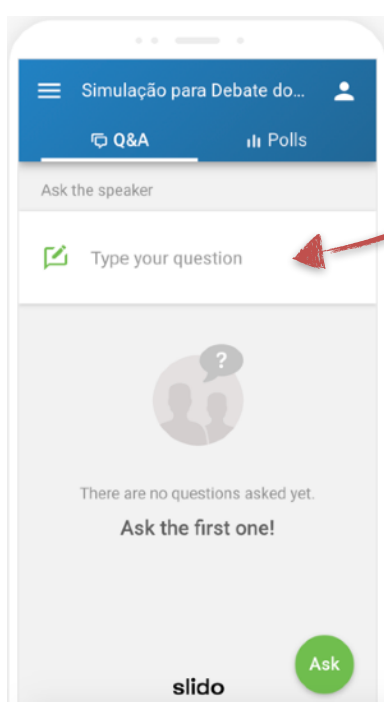 Simulação para Debate do...
Q&A
Polls
Ask the speaker
Type your question
?
There are no questions asked yet.
Ask the first one!
Ask
slido